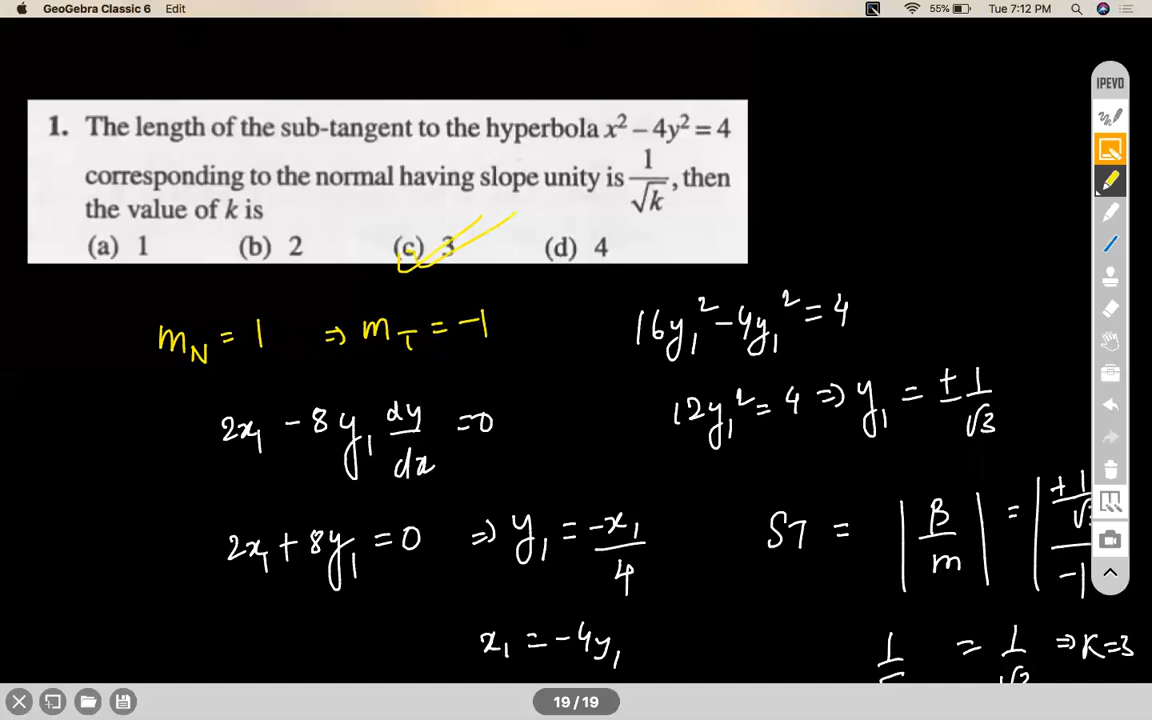 GeoGebra Classic 6 Edit 55% Tue 7:12 PM
IPEVO
1. The length of the sub-tangent to the hyperbola x² – 4y² = 4
corresponding to the normal having slope unity is 1/√k, then
the value of k is
(a) 1 (b) 2 (c) 3 (d) 4
m_N = 1 ⇒ m_T = -1
2x₁ - 8y₁ dy/dx = 0
2x₁ + 8y₁ = 0 ⇒ y₁ = -x₁/4
x₁ = -4y₁
16y₁² - 4y₁² = 4
12y₁² = 4 ⇒ y₁ = ± 1/√3
ST = |β/m| = |
= 1/√3 ⇒ K = 3
19 / 19